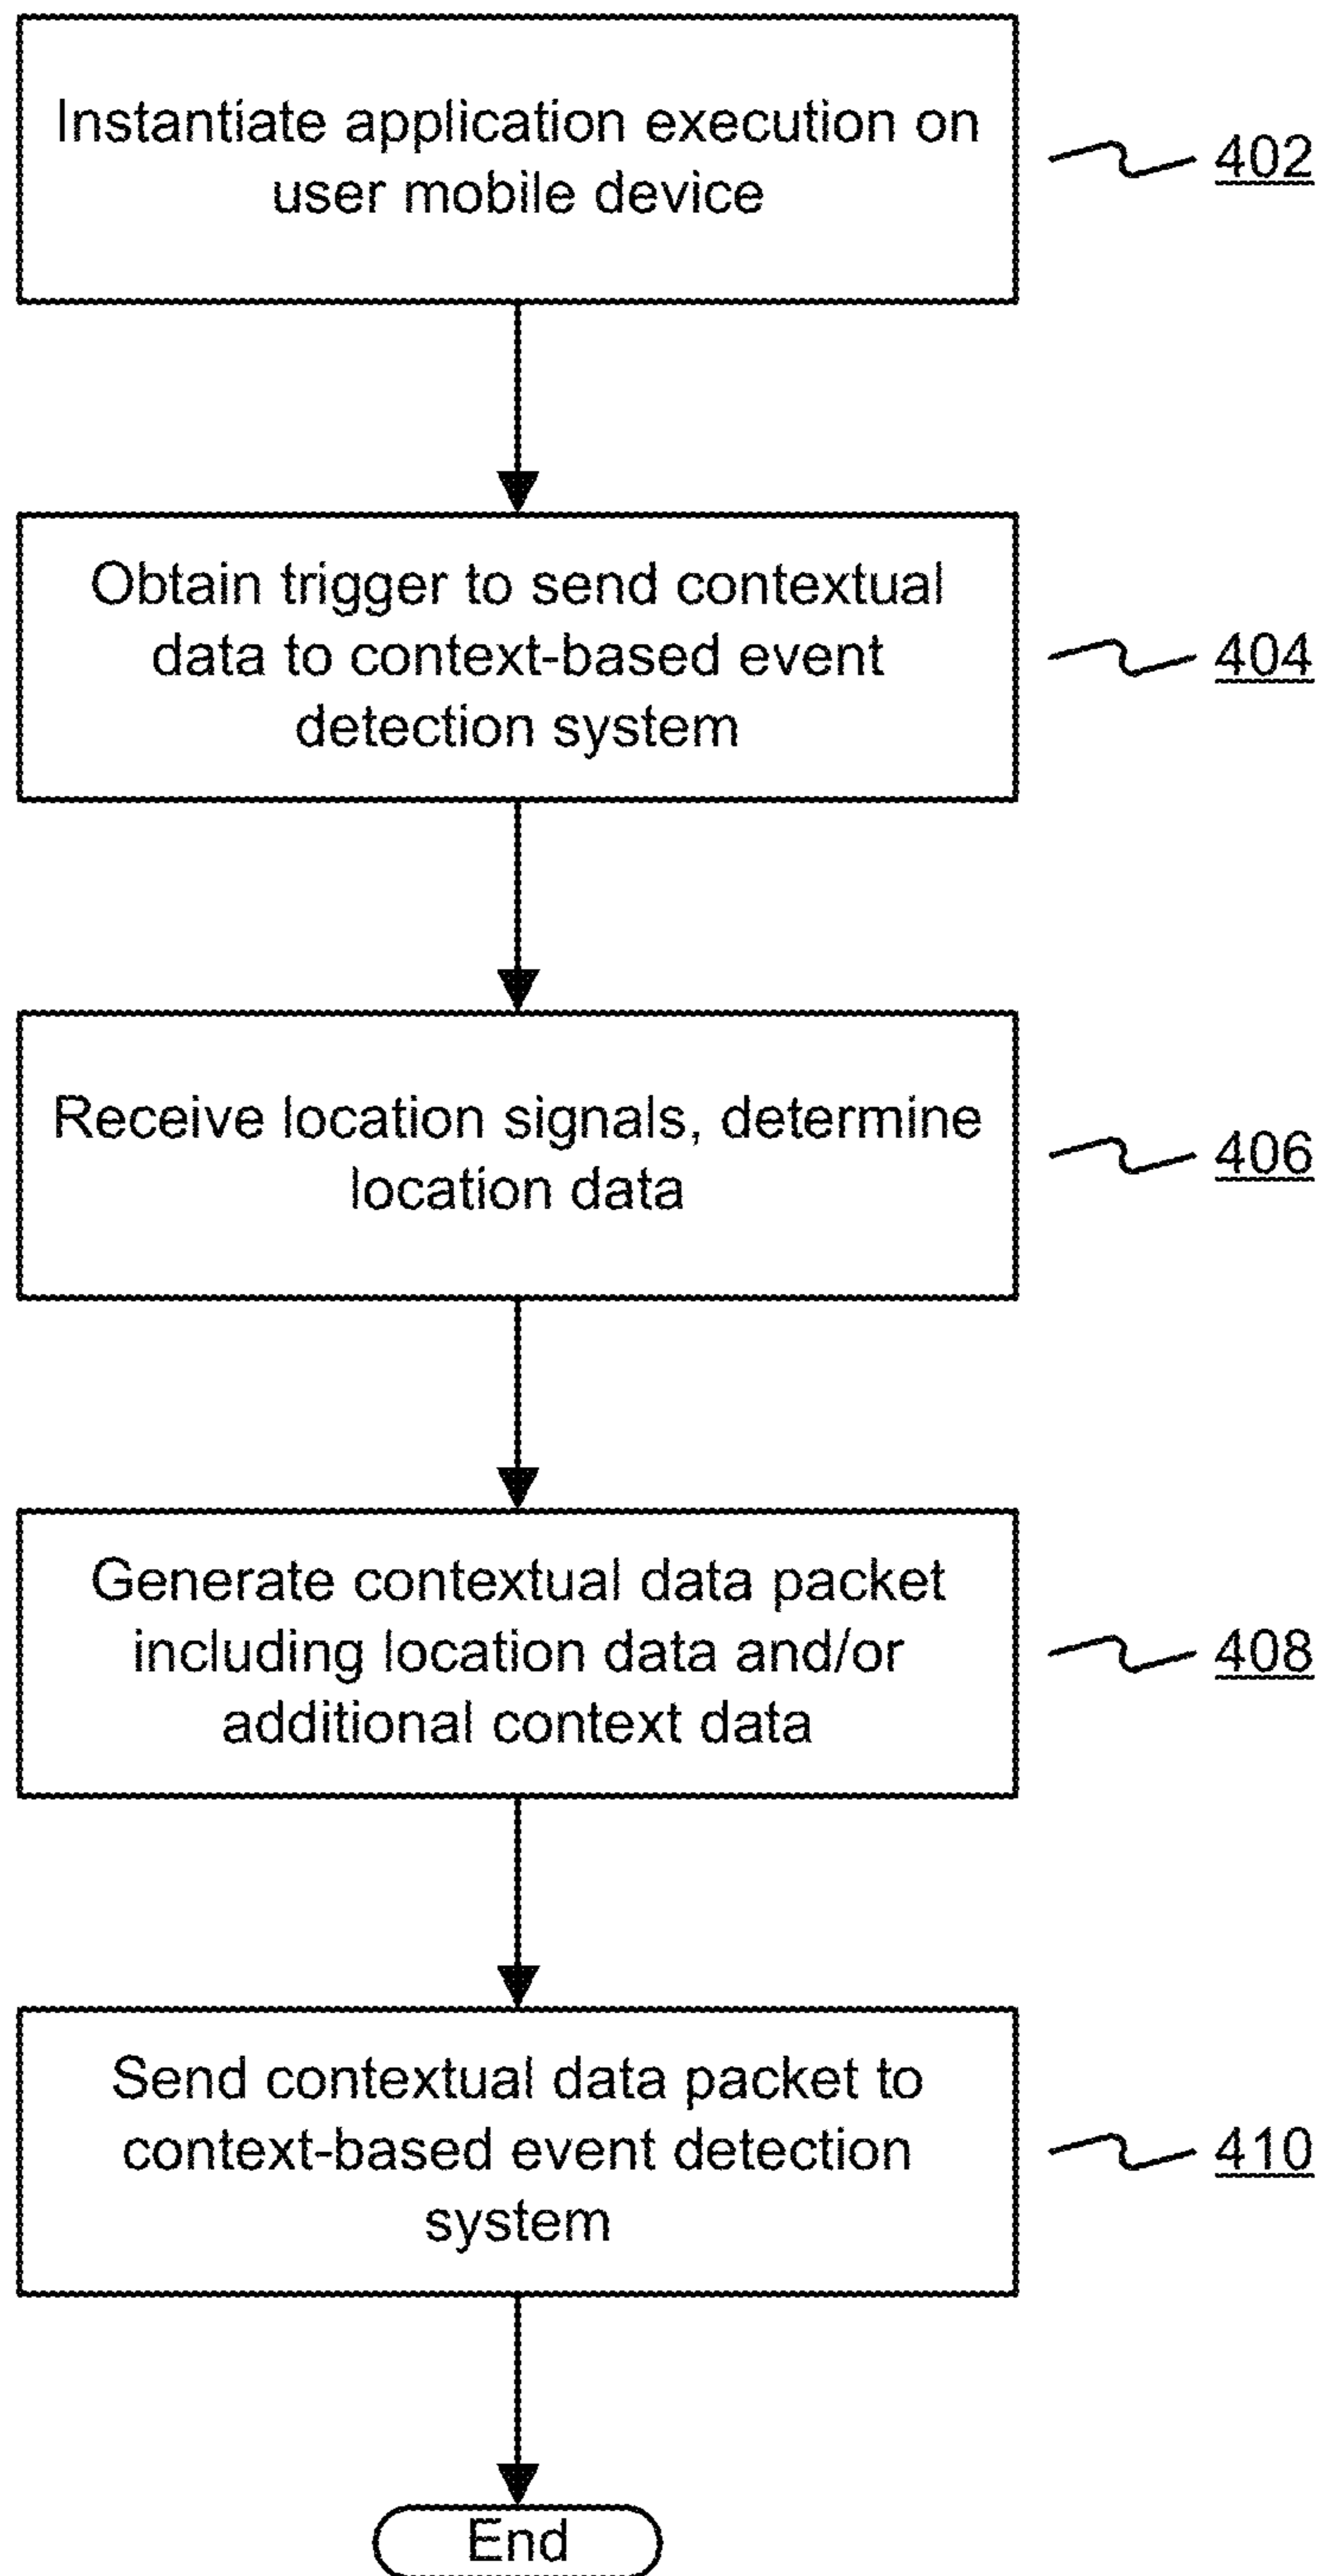 Instantiate application execution on
user mobile device
402
Obtain trigger to send contextual
data to context-based event
detection system
404
Receive location signals, determine
location data
406
Generate contextual data packet
including location data and/or
additional context data
408
Send contextual data packet to
context-based event detection
system
410
End